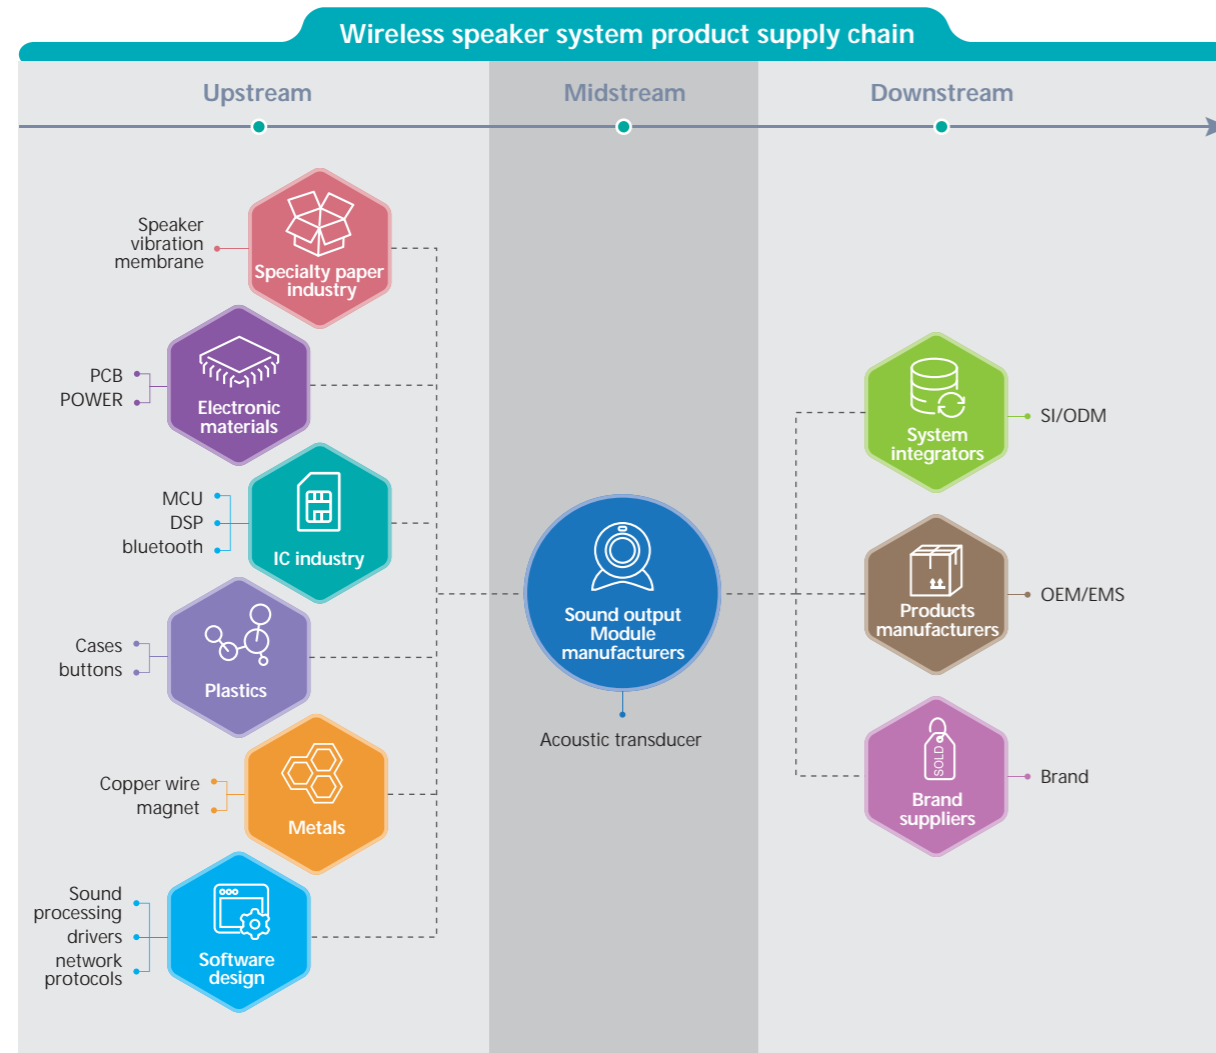 Wireless speaker system product supply chain
Upstream
Midstream
Downstream
Speaker
vibration
membrane
Specialty paper
industry
PCB
POWER
Electronic
materials
MCU
DSP
bluetooth
IC industry
Cases
buttons
Plastics
Copper wire
magnet
Metals
Sound
processing
drivers
network
protocols
Software
design
Sound output
Module
manufacturers
Acoustic transducer
System
integrators
SI/ODM
Products
manufacturers
OEM/EMS
SOLD
Brand
suppliers
Brand